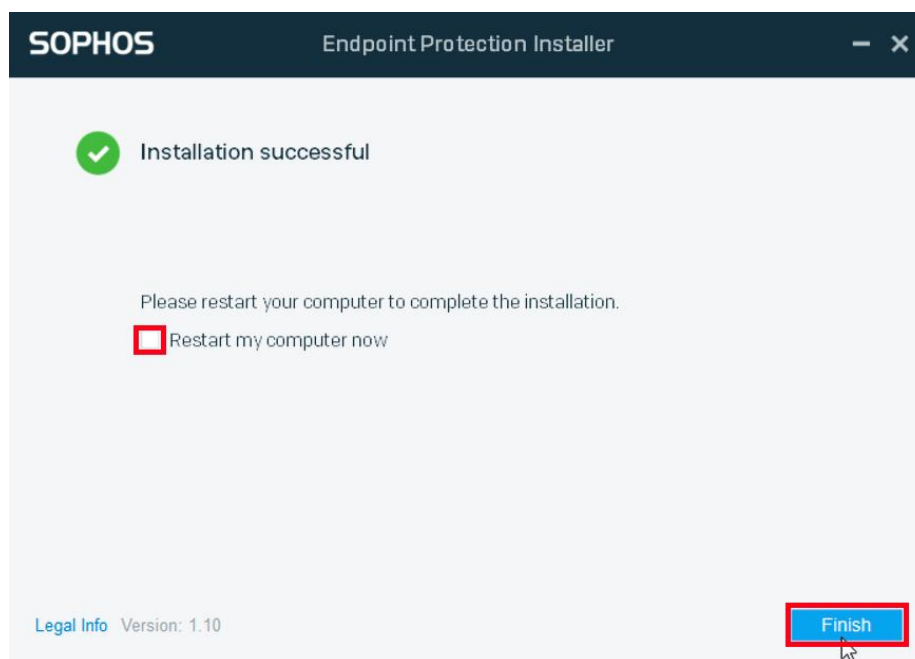 SOPHOS Endpoint Protection Installer
Installation successful
Please restart your computer to complete the installation.
Restart my computer now
Legal Info Version: 1.10 Finish